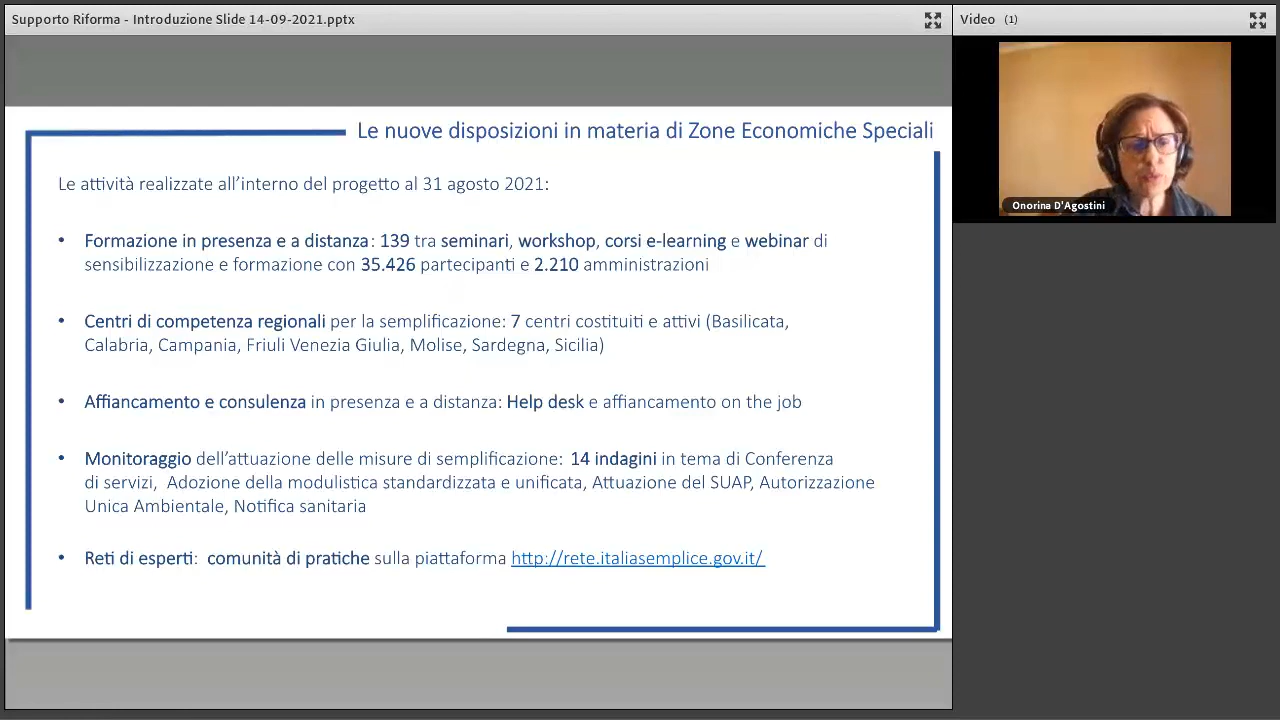 Supporto Riforma - Introduzione Slide 14-09-2021.pptx
Video (1)
Le nuove disposizioni in materia di Zone Economiche Speciali
Le attività realizzate all’interno del progetto al 31 agosto 2021:
• Formazione in presenza e a distanza: 139 tra seminari, workshop, corsi e-learning e webinar di
sensibilizzazione e formazione con 35.426 partecipanti e 2.210 amministrazioni
• Centri di competenza regionali per la semplificazione: 7 centri costituiti e attivi (Basilicata,
Calabria, Campania, Friuli Venezia Giulia, Molise, Sardegna, Sicilia)
• Affiancamento e consulenza in presenza e a distanza: Help desk e affiancamento on the job
• Monitoraggio dell’attuazione delle misure di semplificazione: 14 indagini in tema di Conferenza
di servizi, Adozione della modulistica standardizzata e unificata, Attuazione del SUAP, Autorizzazione
Unica Ambientale, Notifica sanitaria
• Reti di esperti: comunità di pratiche sulla piattaforma http://rete.italiasemplice.gov.it/
Onorina D'Agostini